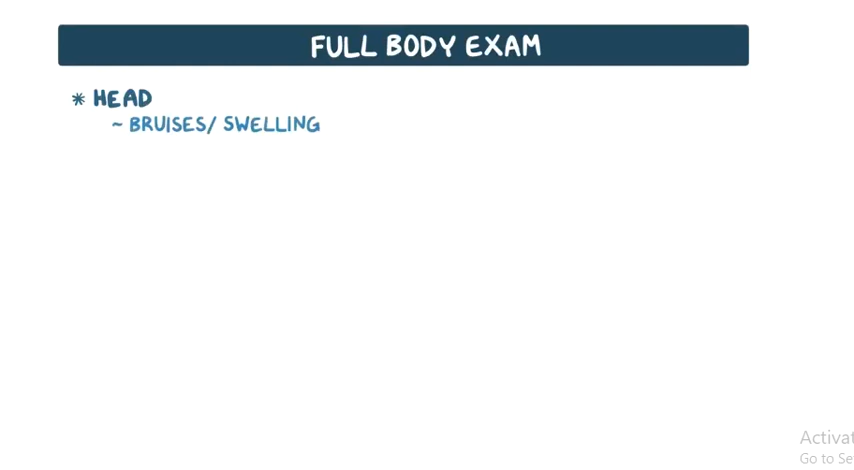 FULL BODY EXAM
* HEAD
~ BRUISES/ SWELLING
Activat
Go to Se